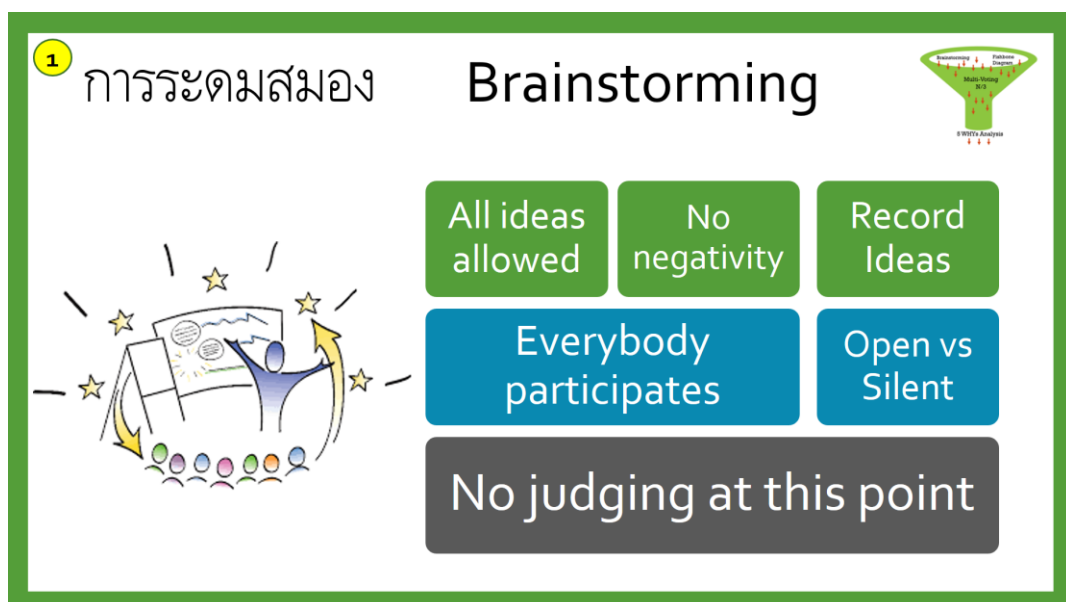 1
การระดมสมอง
Brainstorming
Brainstorming
Fishbone
Diagram
Multi-Voting
N/3
5 WHYs Analysis
All ideas
allowed
No
negativity
Record
Ideas
Everybody
participates
Open vs
Silent
No judging at this point